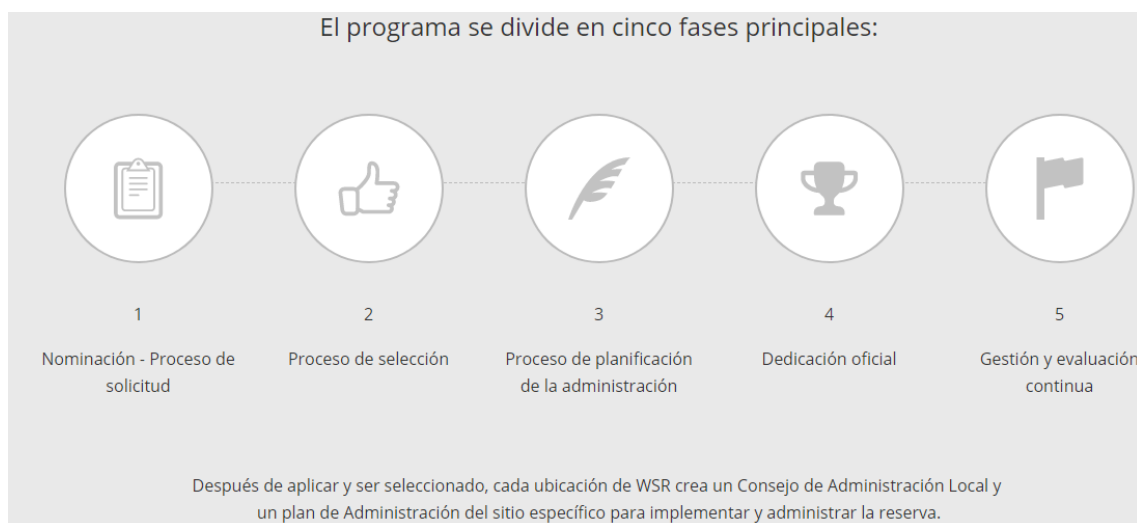 El programa se divide en cinco fases principales:
1
Nominación - Proceso de
solicitud
2
Proceso de selección
3
Proceso de planificación
de la administración
4
Dedicación oficial
5
Gestión y evaluación
continua
Después de aplicar y ser seleccionado, cada ubicación de WSR crea un Consejo de Administración Local y
un plan de Administración del sitio específico para implementar y administrar la reserva.